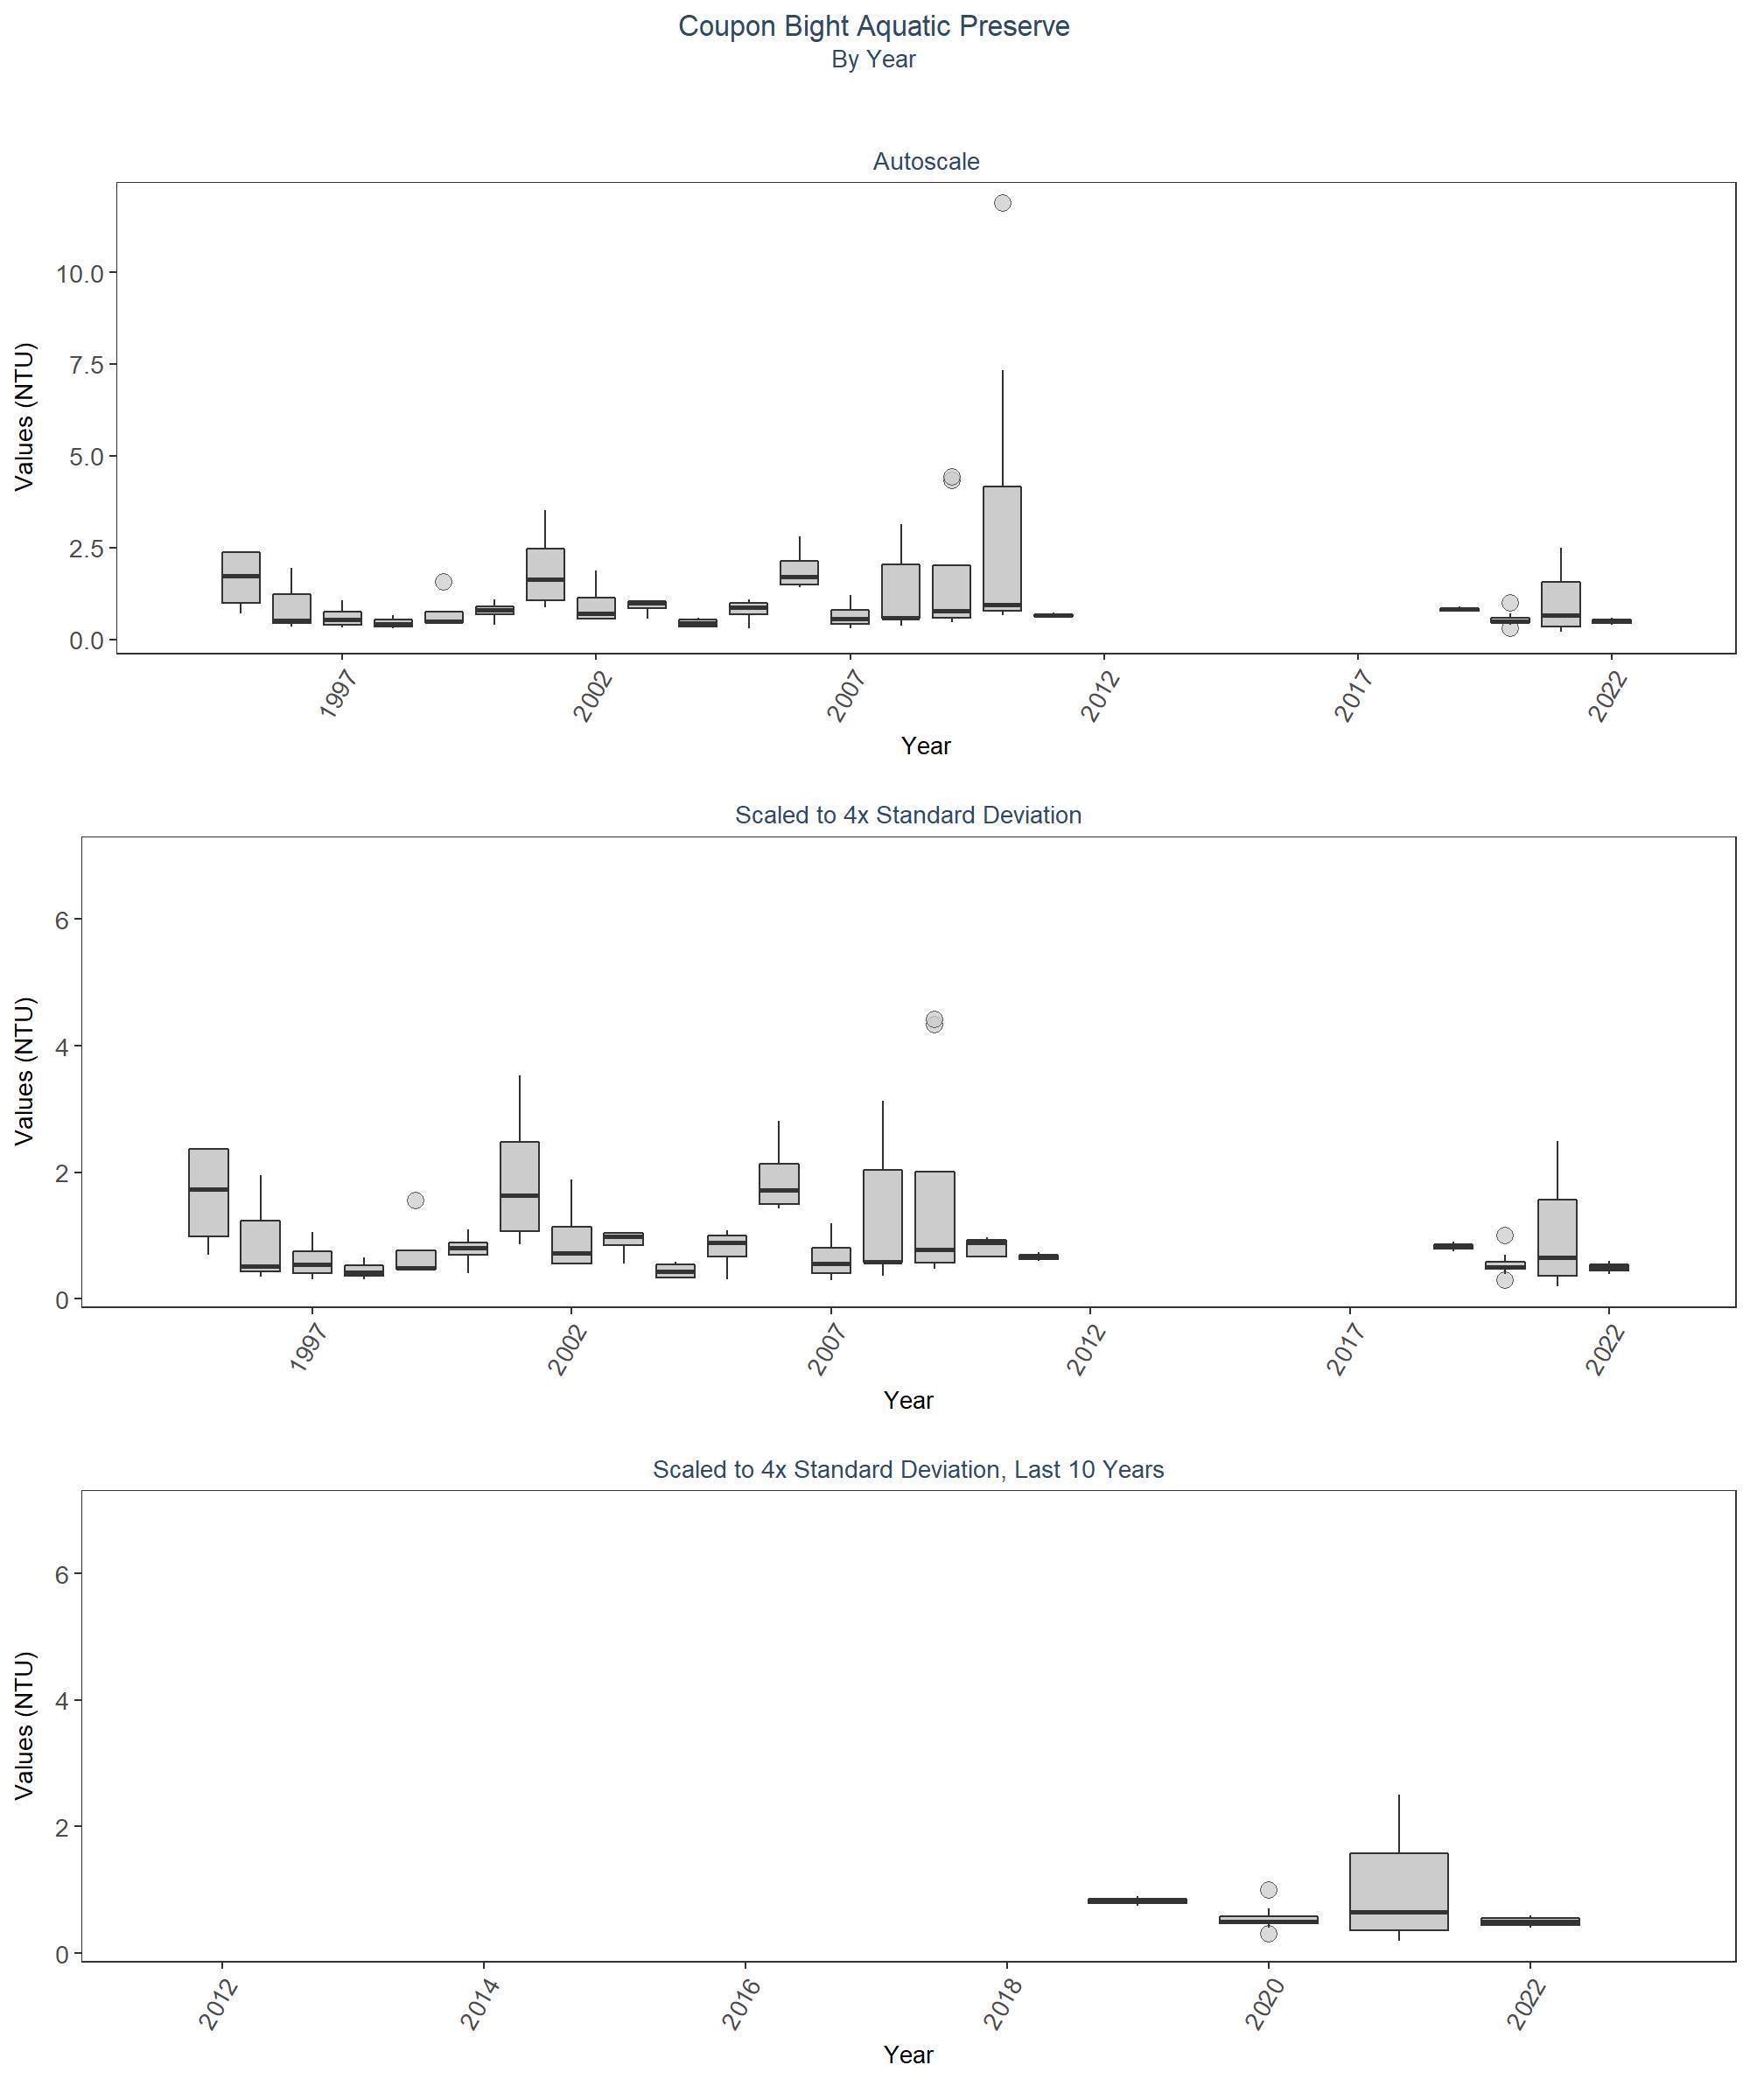 Coupon Bight Aquatic Preserve
By Year
Autoscale
Values (NTU)
10.0
7.5
5.0
2.5
0.0
1997
2002
2007
2012
2017
2022
Year
Scaled to 4x Standard Deviation
Values (NTU)
6
4
2
0
1997
2002
2007
2012
2017
2022
Year
Scaled to 4x Standard Deviation, Last 10 Years
Values (NTU)
6
4
2
0
2012
2014
2016
2018
2020
2022
Year